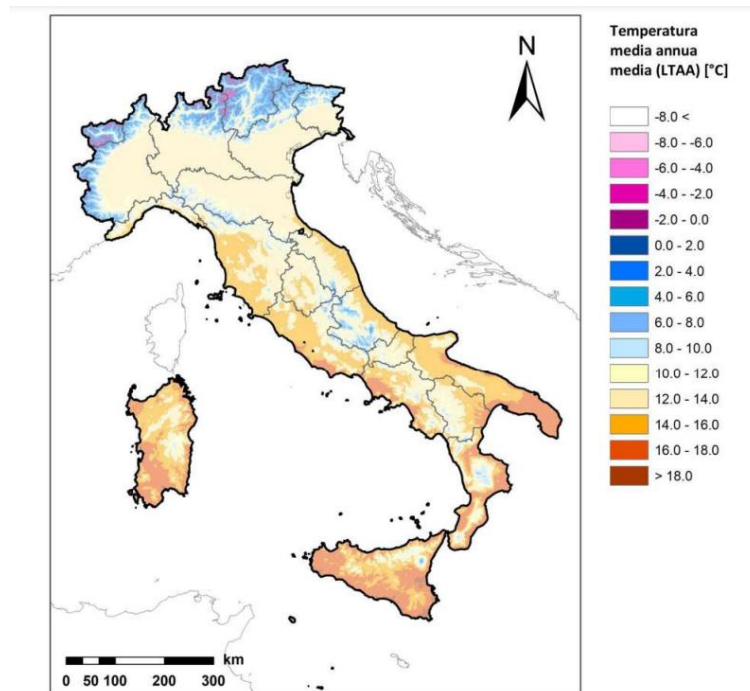 N
Temperatura
media annua
media (LTAA) [°C]
-8.0 <
-8.0 - -6.0
-6.0 - -4.0
-4.0 - -2.0
-2.0 - 0.0
0.0 - 2.0
2.0 - 4.0
4.0 - 6.0
6.0 - 8.0
8.0 - 10.0
10.0 - 12.0
12.0 - 14.0
14.0 - 16.0
16.0 - 18.0
> 18.0
km
0 50 100 200 300